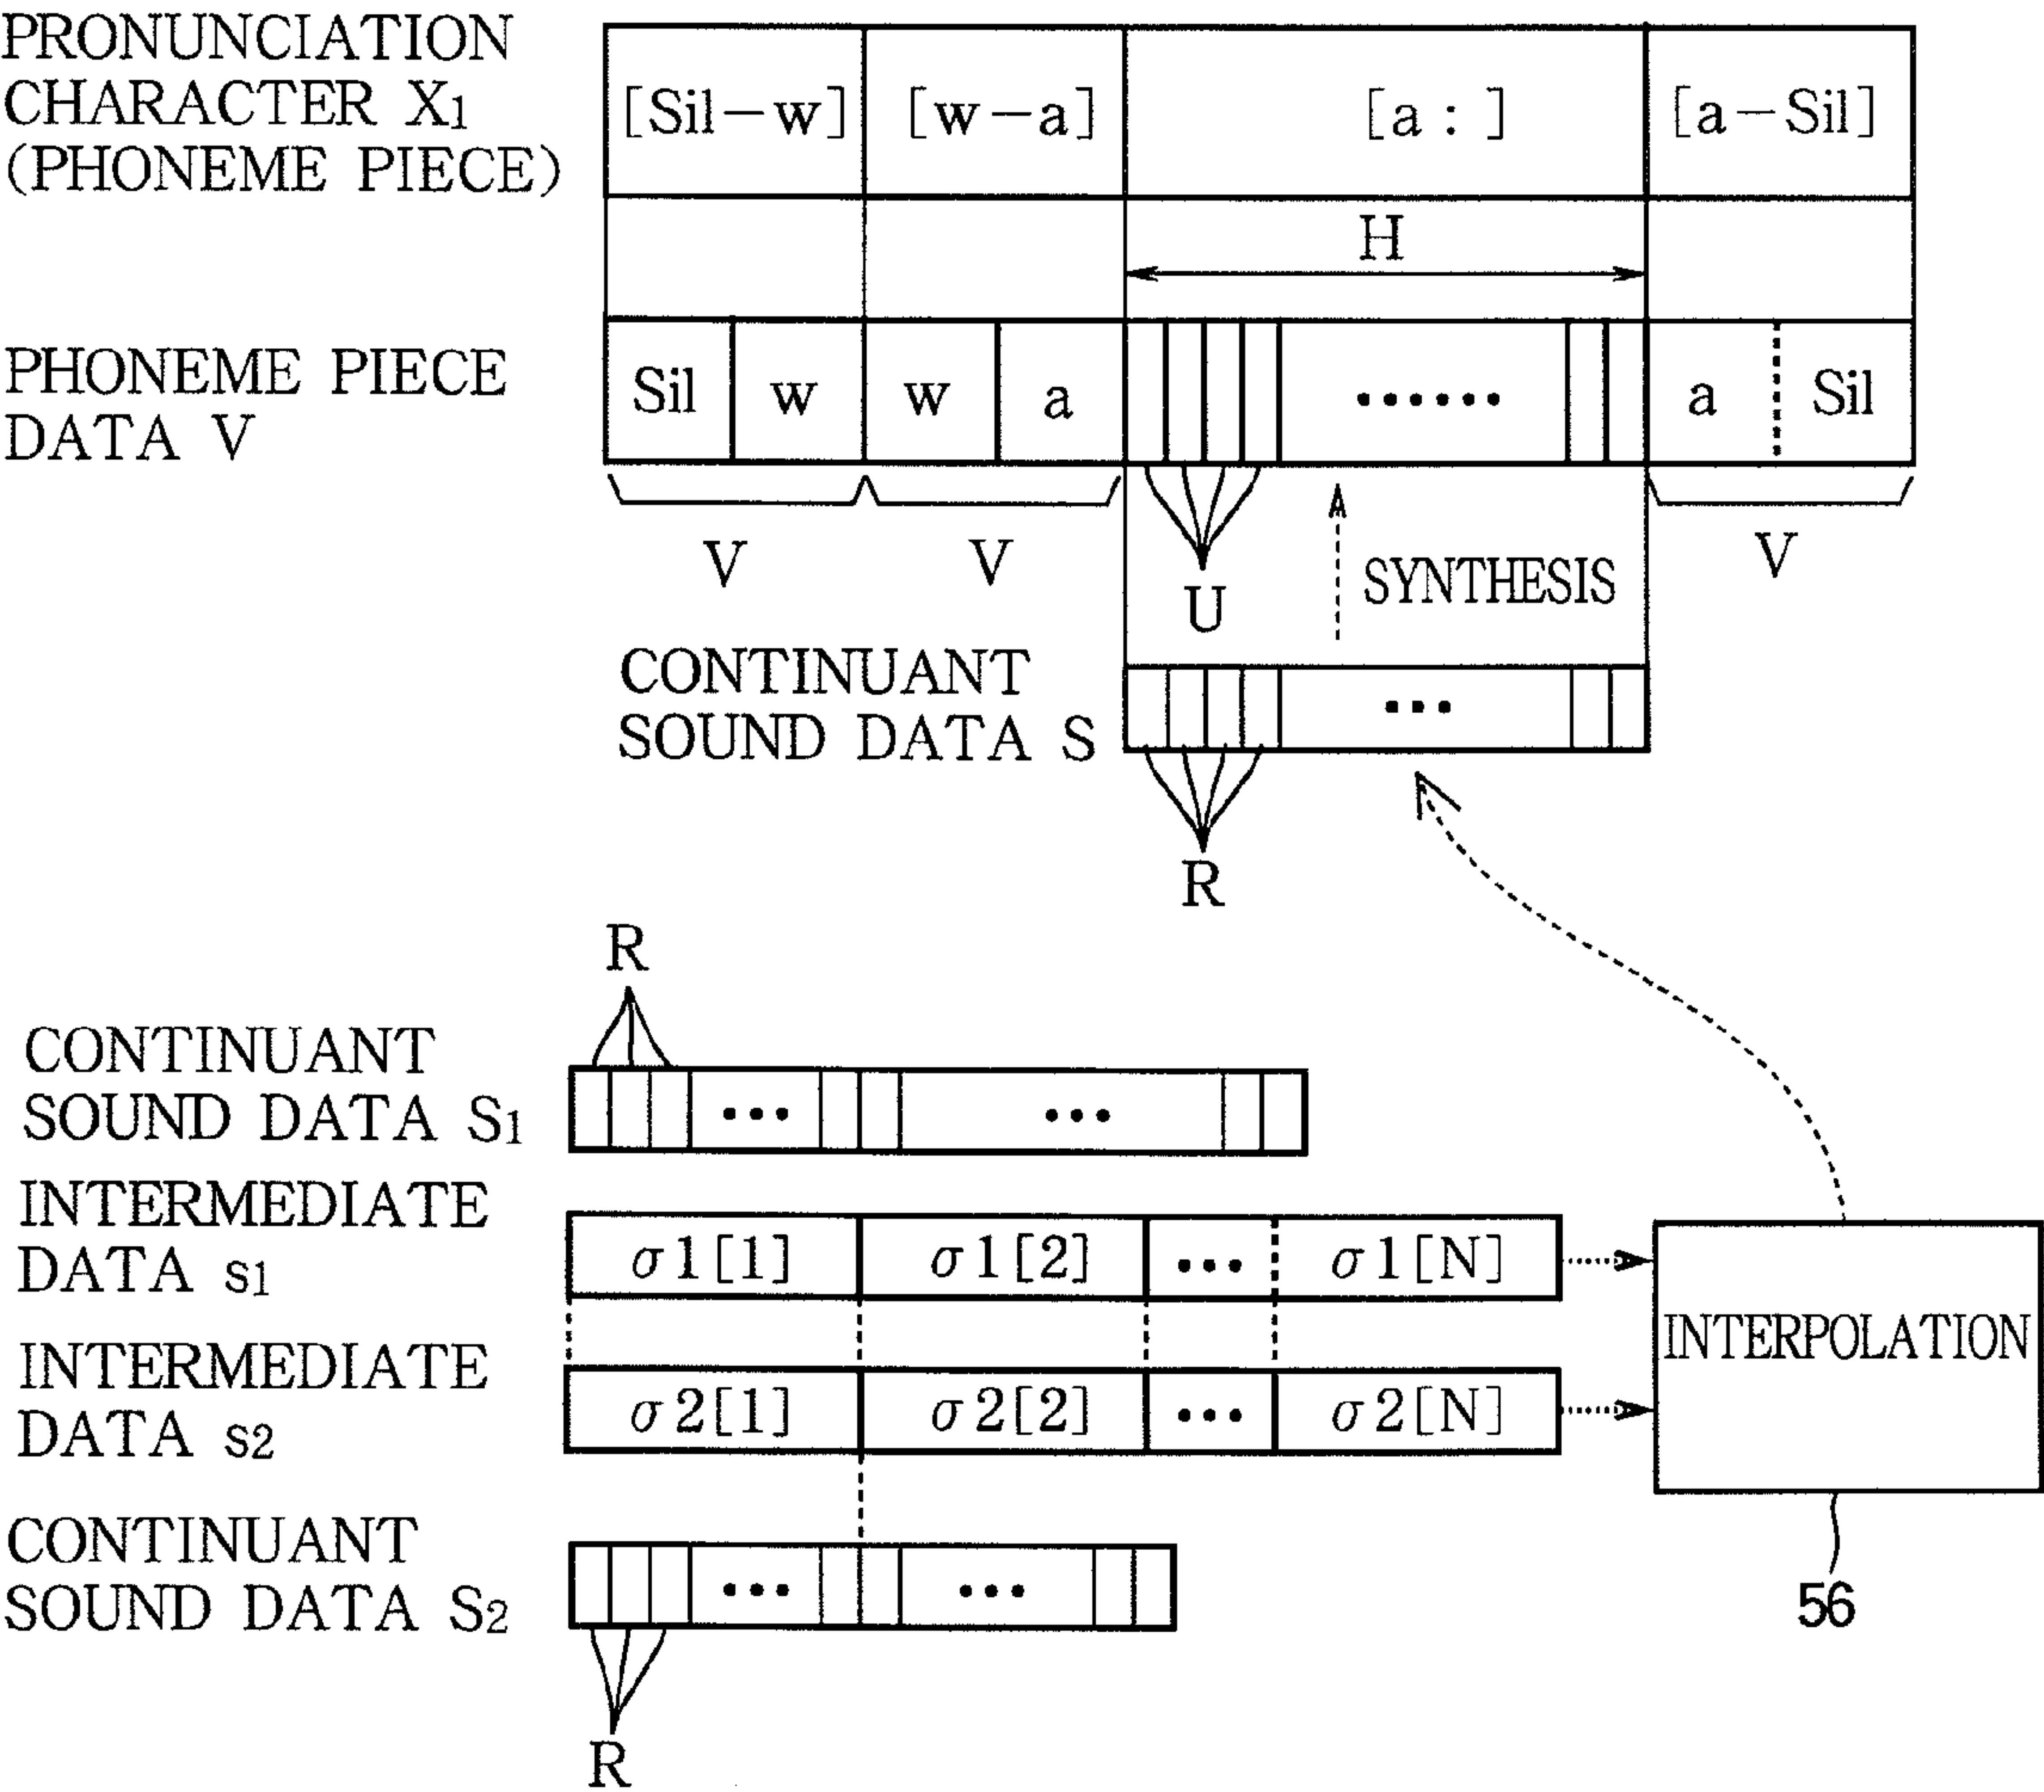 PRONUNCIATION
CHARACTER X1
(PHONEME PIECE)
[Sil-w] [w-a] [a : ] [a-Sil]
H
PHONEME PIECE
DATA V
Sil w w a •••••• a Sil
V V V
U
SYNTHESIS
CONTINUANT
SOUND DATA S
•••
R
R
CONTINUANT
SOUND DATA S1
••• •••
INTERMEDIATE
DATA s1
σ1[1] σ1[2] ••• σ1[N]
INTERPOLATION
INTERMEDIATE
DATA s2
σ2[1] σ2[2] ••• σ2[N]
CONTINUANT
SOUND DATA S2
••• •••
56
R